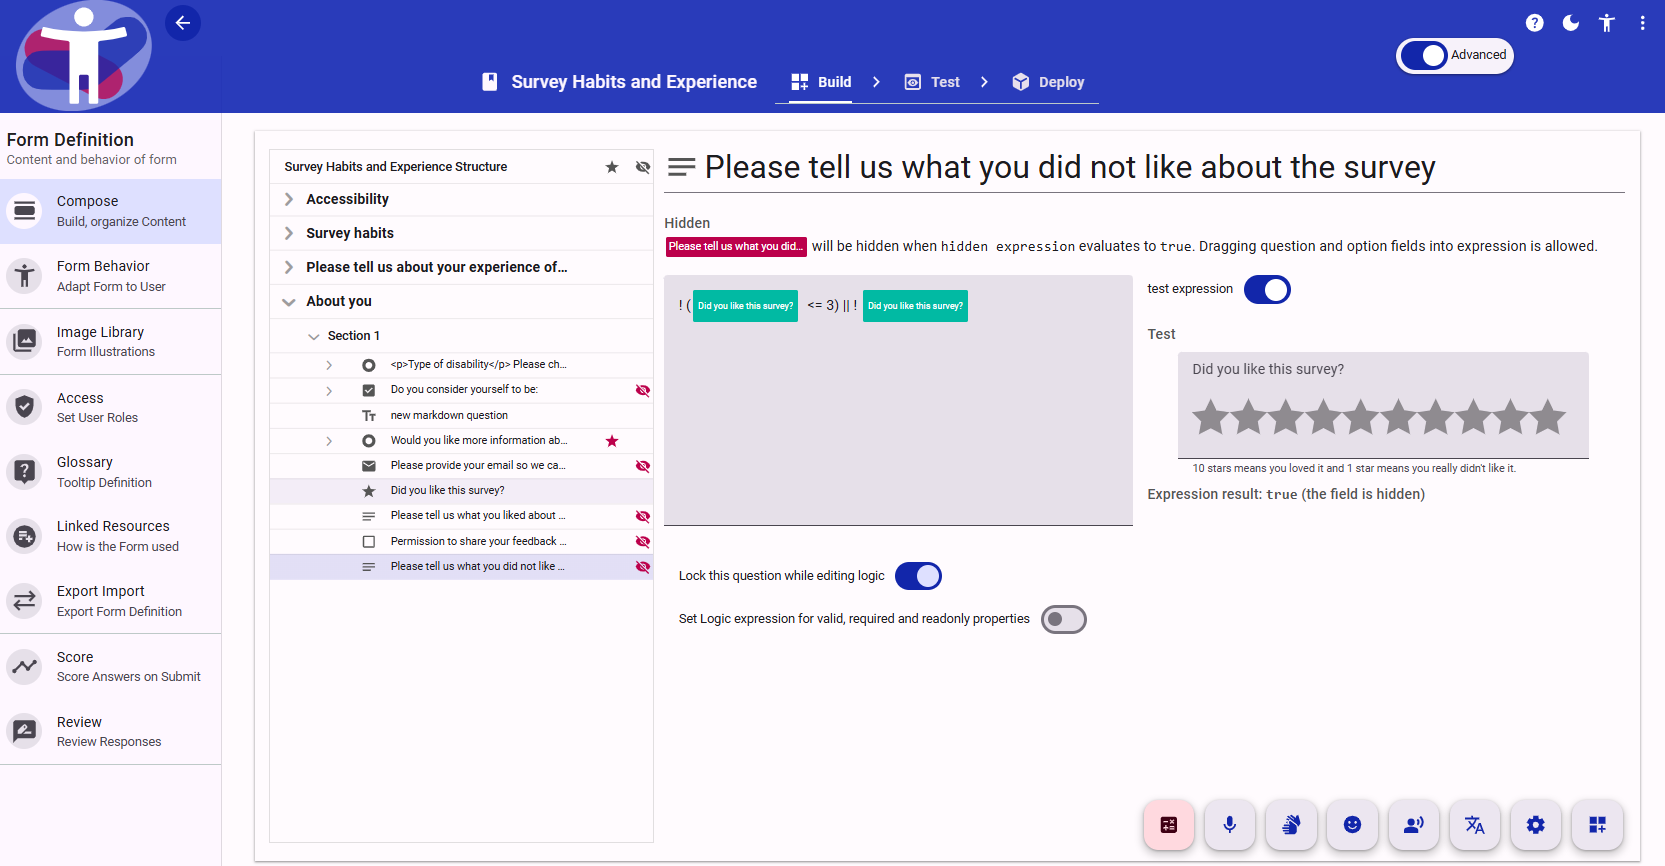 Advanced
Survey Habits and Experience
Build
Test
Deploy
Form Definition
Content and behavior of form
Compose
Build, organize Content
Form Behavior
Adapt Form to User
Image Library
Form Illustrations
Access
Set User Roles
Glossary
Tooltip Definition
Linked Resources
How is the Form used
Export Import
Export Form Definition
Score
Score Answers on Submit
Review
Review Responses
Survey Habits and Experience Structure
Accessibility
Survey habits
Please tell us about your experience of...
About you
Section 1
<p>Type of disability</p> Please ch...
Do you consider yourself to be:
new markdown question
Would you like more information ab...
Please provide your email so we ca...
Did you like this survey?
Please tell us what you liked about ...
Permission to share your feedback ...
Please tell us what you did not like ...
Please tell us what you did not like about the survey
Hidden
Please tell us what you did... will be hidden when hidden expression evaluates to true. Dragging question and option fields into expression is allowed.
! ( Did you like this survey? <= 3) || ! Did you like this survey?
test expression
Test
Did you like this survey?
10 stars means you loved it and 1 star means you really didn't like it.
Expression result: true (the field is hidden)
Lock this question while editing logic
Set Logic expression for valid, required and readonly properties